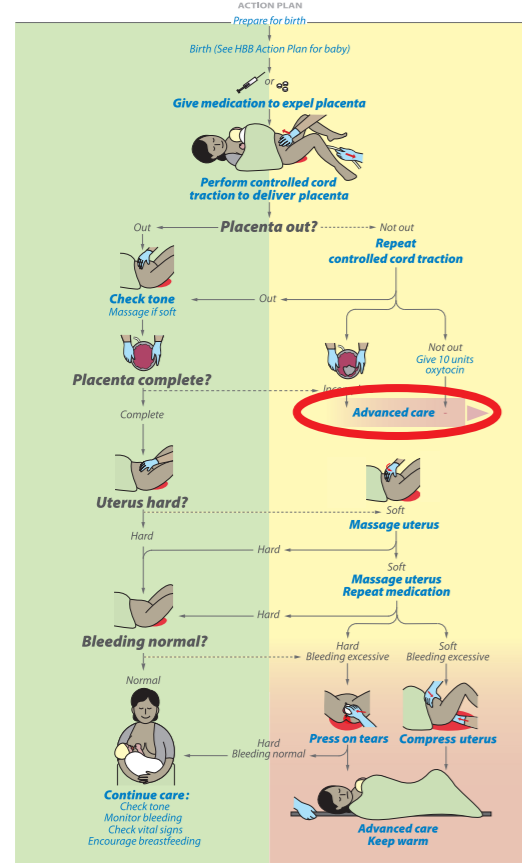 ACTION PLAN
Prepare for birth
Birth (See HBB Action Plan for baby)
or
Give medication to expel placenta
Perform controlled cord
traction to deliver placenta
Out
Placenta out?
Not out
Repeat
controlled cord traction
Check tone
Massage if soft
Out
Not out
Give 10 units
oxytocin
Placenta complete?
Complete
Advanced care
Uterus hard?
Soft
Massage uterus
Hard
Hard
Soft
Massage uterus
Repeat medication
Hard
Bleeding normal?
Hard
Bleeding excessive
Soft
Bleeding excessive
Normal
Press on tears
Compress uterus
Hard
Bleeding normal
Continue care:
Check tone
Monitor bleeding
Check vital signs
Encourage breastfeeding
Advanced care
Keep warm